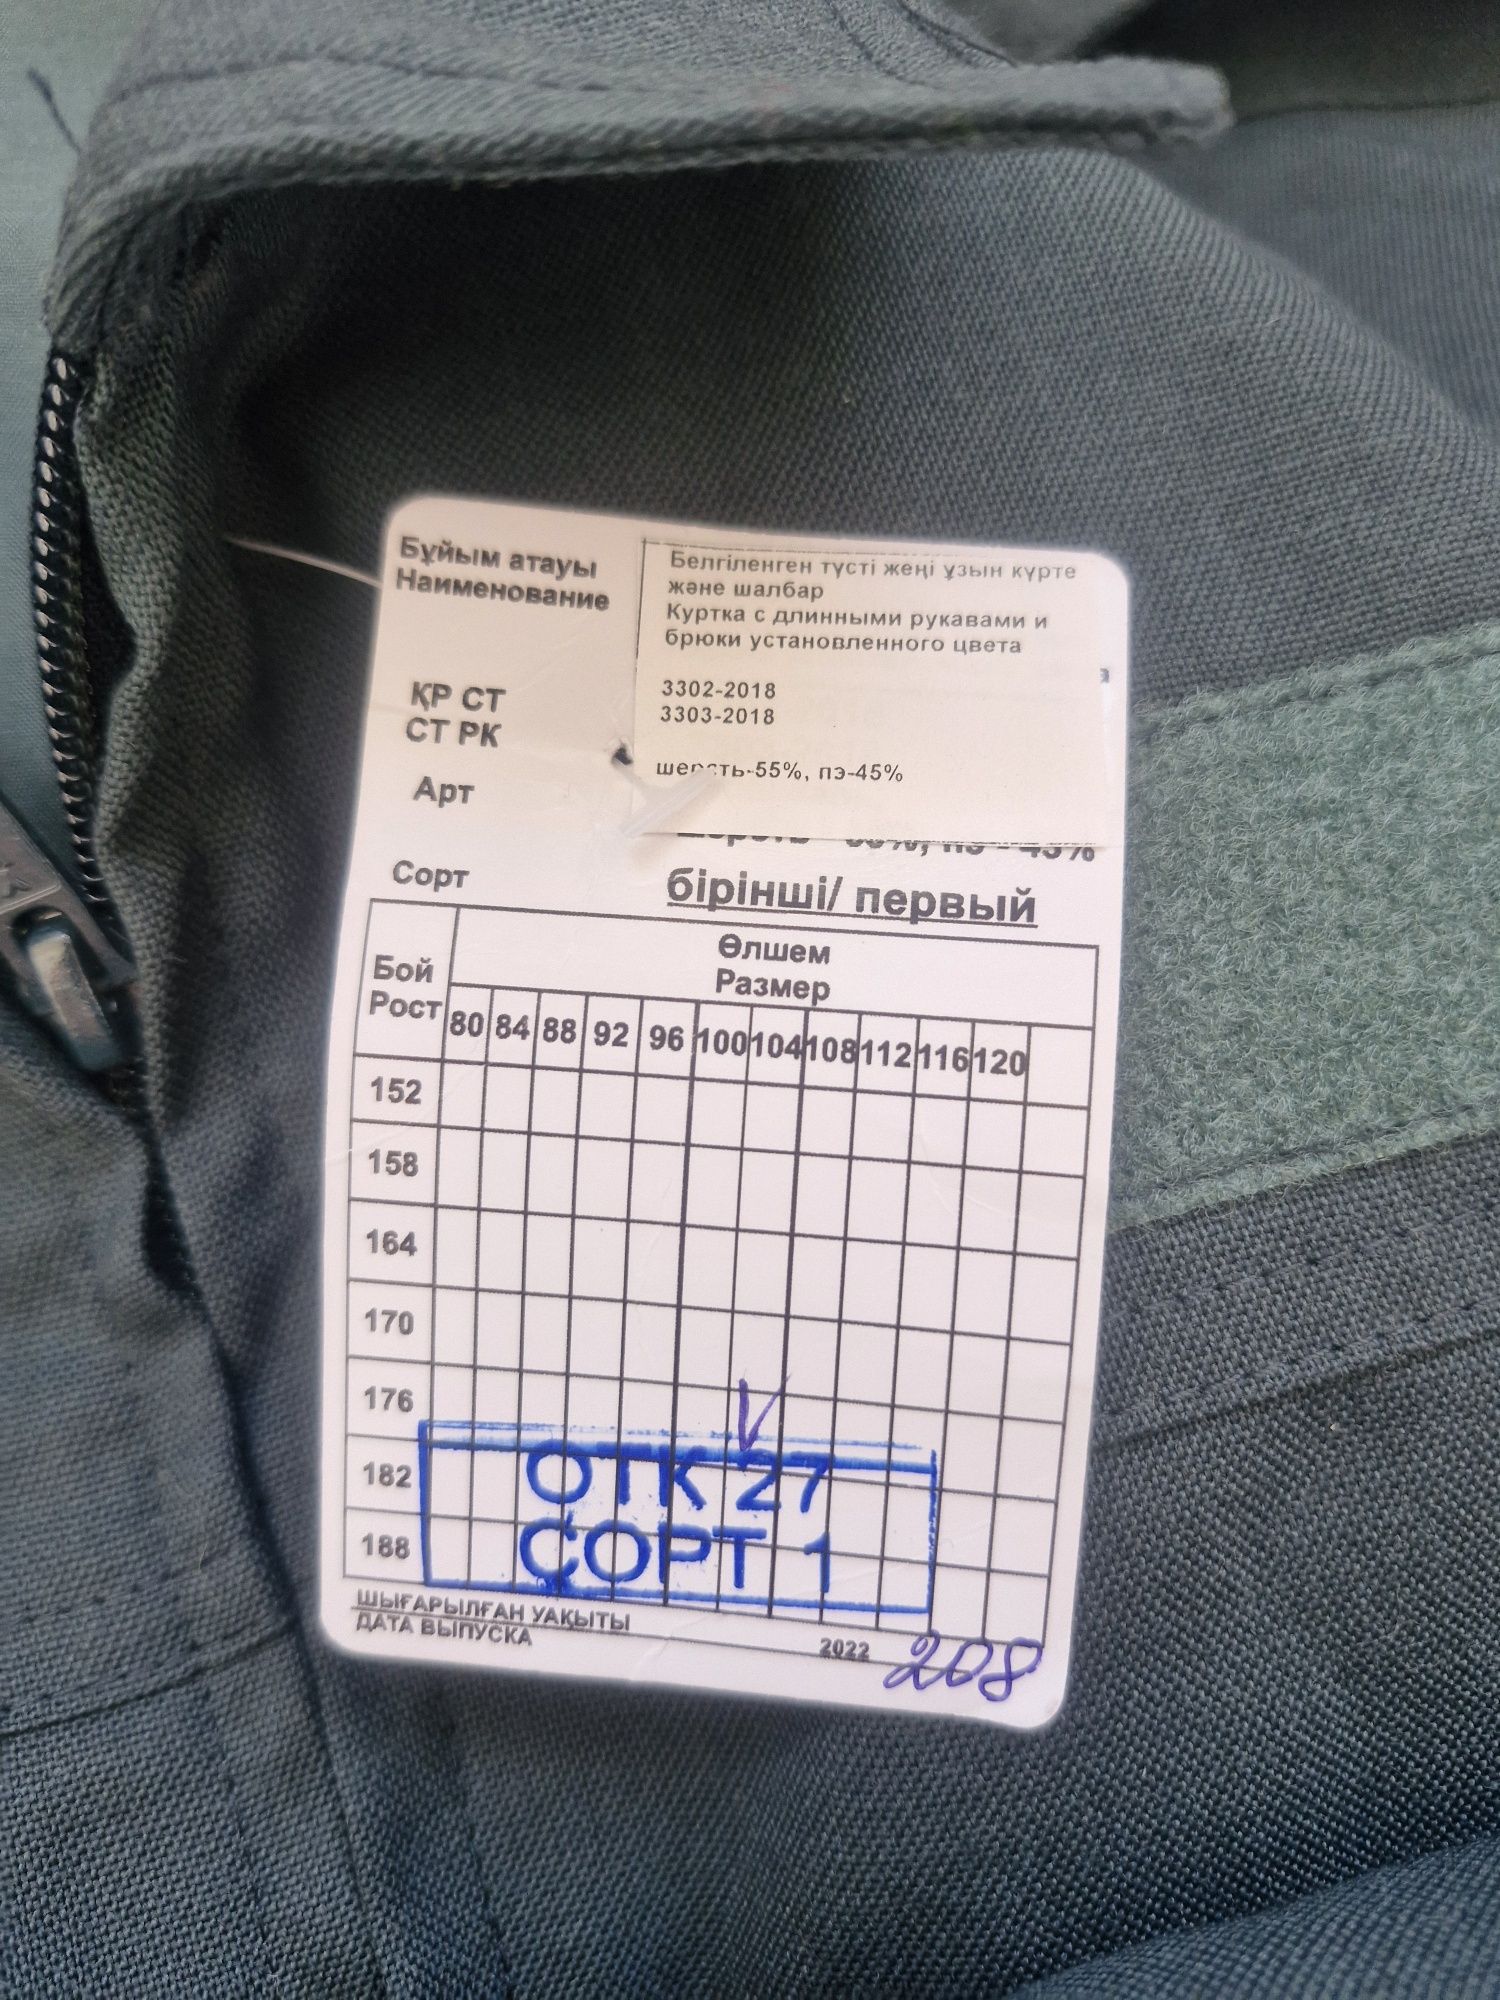 Бұйым атауы
Наименование
Белгіленген түсті жеңі ұзын күрте
және шалбар
Куртка с длинными рукавами и
брюки установленного цвета
ҚР СТ
СТ РК
3302-2018
3303-2018
Арт
шерсть-55%, пэ-45%
Сорт
бірінші/ первый
Бой
Рост
Өлшем
Размер
80 84 88 92 96 100 104 108 112 116 120
152
158
164
170
176
182
188
ОТК 27
СОРТ 1
ШЫҒАРЫЛҒАН УАҚЫТЫ
ДАТА ВЫПУСКА
2022
208